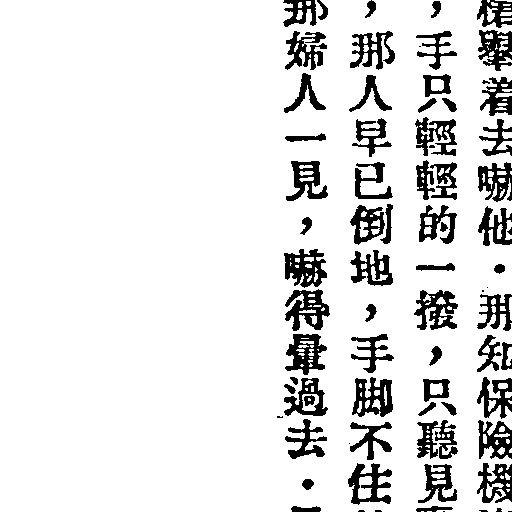 舉着去嚇他·那知保險機
,手只輕輕的一撥,只聽見
,那人早已倒地,手脚不住
那婦人一見,嚇得暈過去·